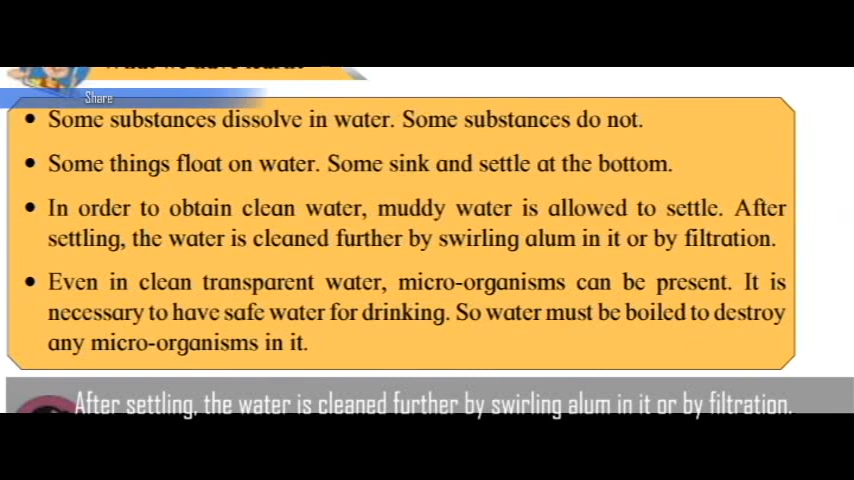 Share
• Some substances dissolve in water. Some substances do not.
• Some things float on water. Some sink and settle at the bottom.
• In order to obtain clean water, muddy water is allowed to settle. After
settling, the water is cleaned further by swirling alum in it or by filtration.
• Even in clean transparent water, micro-organisms can be present. It is
necessary to have safe water for drinking. So water must be boiled to destroy
any micro-organisms in it.
After settling, the water is cleaned further by swirling alum in it or by filtration.